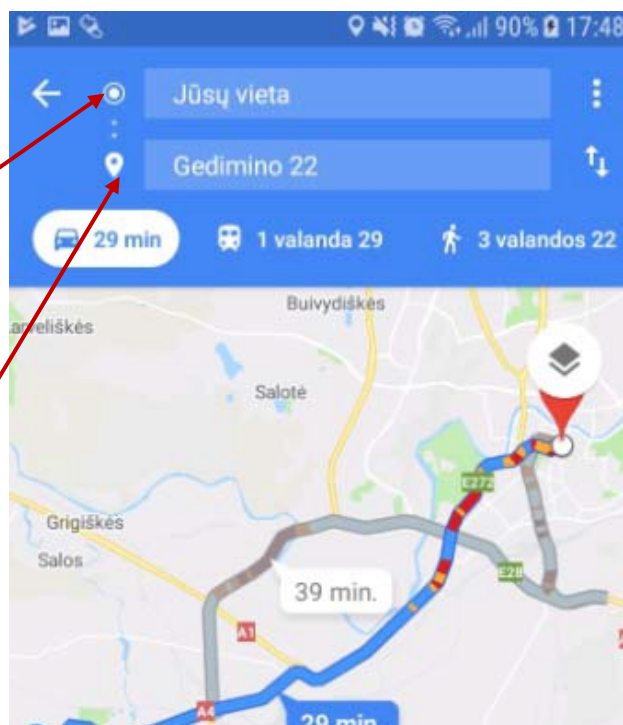 90% 17:48
Jūsų vieta
Gedimino 22
29 min 1 valanda 29 3 valandos 22
Buivydiškės
Salotė
E272
Grigiškės
Salos
E28
39 min.
A1
A4
29 min.